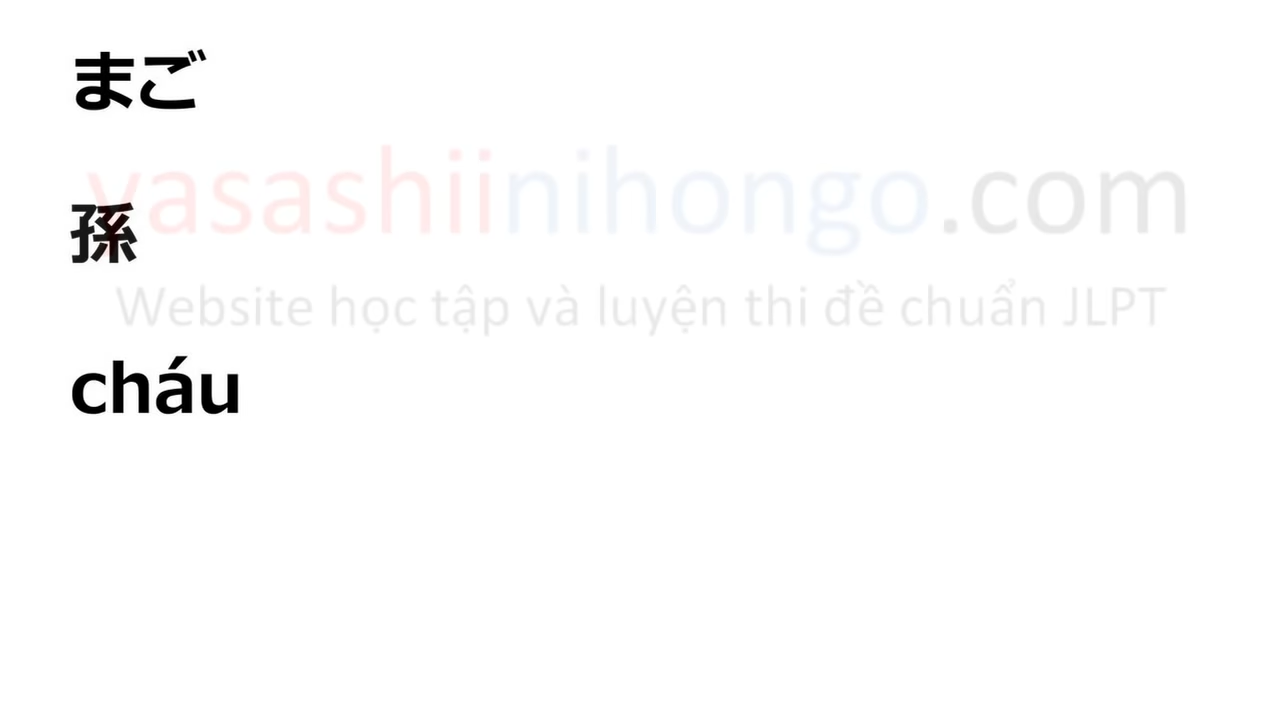 まご
yasashiinihongo.com
孫
Website học tập và luyện thi đề chuẩn JLPT
cháu